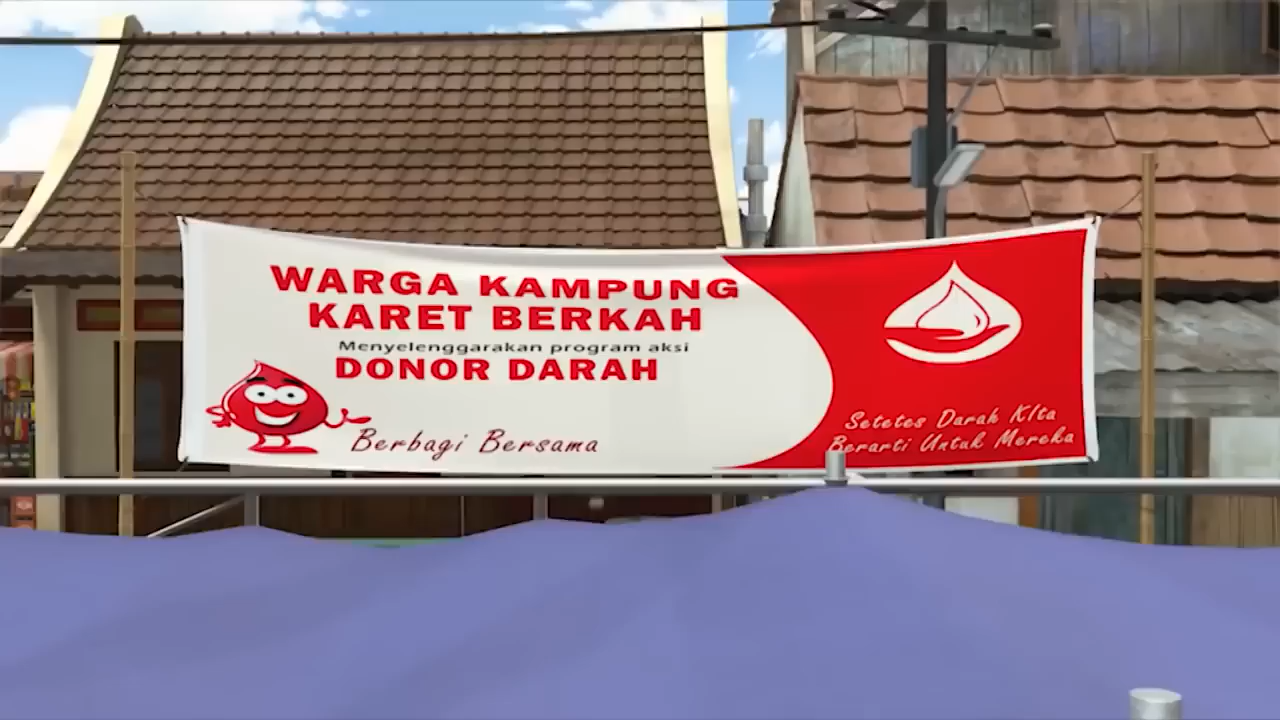 WARGA KAMPUNG
KARET BERKAH
Menyelenggarakan program aksi
DONOR DARAH
Berbagi Bersama
Setetes Darah KIta
Berarti Untuk Mereka